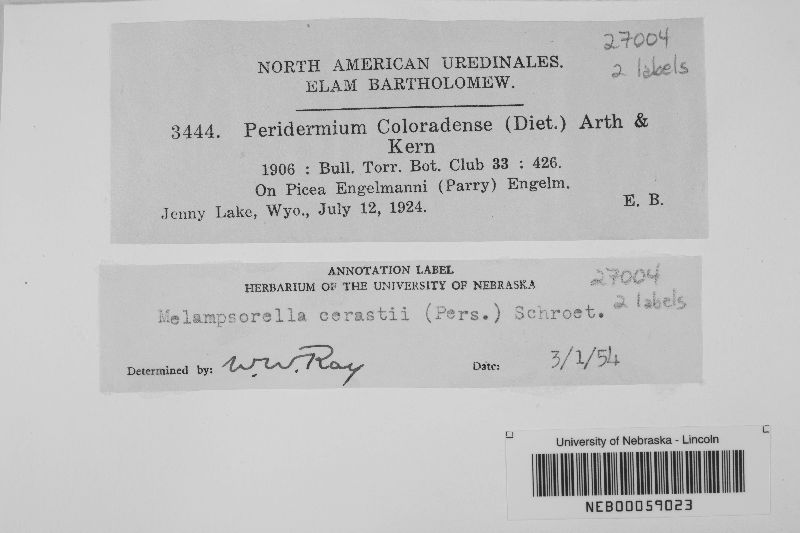 27004
2 labels
NORTH AMERICAN UREDINALES.
ELAM BARTHOLOMEW.
3444. Peridermium Coloradense (Diet.) Arth &
Kern
1906 : Bull. Torr. Bot. Club 33 : 426.
On Picea Engelmanni (Parry) Engelm.
Jenny Lake, Wyo., July 12, 1924. E. B.
ANNOTATION LABEL
HERBARIUM OF THE UNIVERSITY OF NEBRASKA
27004
2 labels
Melampsorella cerastii (Pers.) Schroet.
Determined by: W.W. Ray Date: 3/1/54
University of Nebraska - Lincoln
NEB00059023